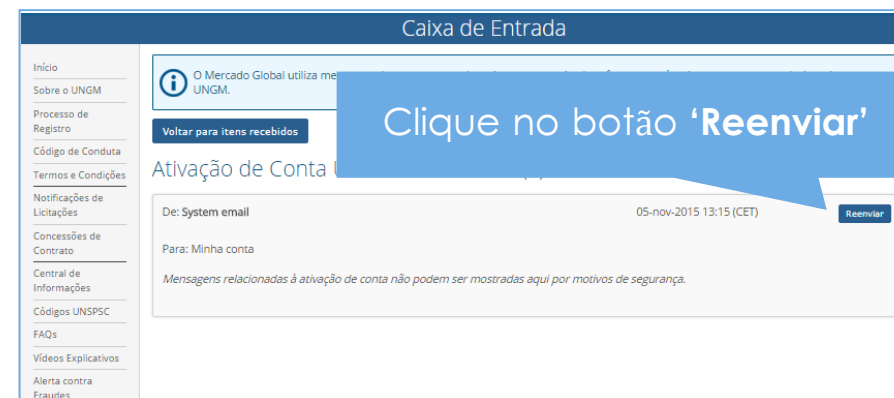 Caixa de Entrada
Início
Sobre o UNGM
Processo de
Registro
Código de Conduta
Termos e Condições
Notificações de
Licitações
Concessões de
Contrato
Central de
Informações
Códigos UNSPSC
FAQs
Vídeos Explicativos
Alerta contra
Fraudes
O Mercado Global utiliza
UNGM.
Clique no botão ‘Reenviar’
Voltar para itens recebidos
Ativação de Conta
De: System email
05-nov-2015 13:15 (CET)
Reenviar
Para: Minha conta
Mensagens relacionadas à ativação de conta não podem ser mostradas aqui por motivos de segurança.